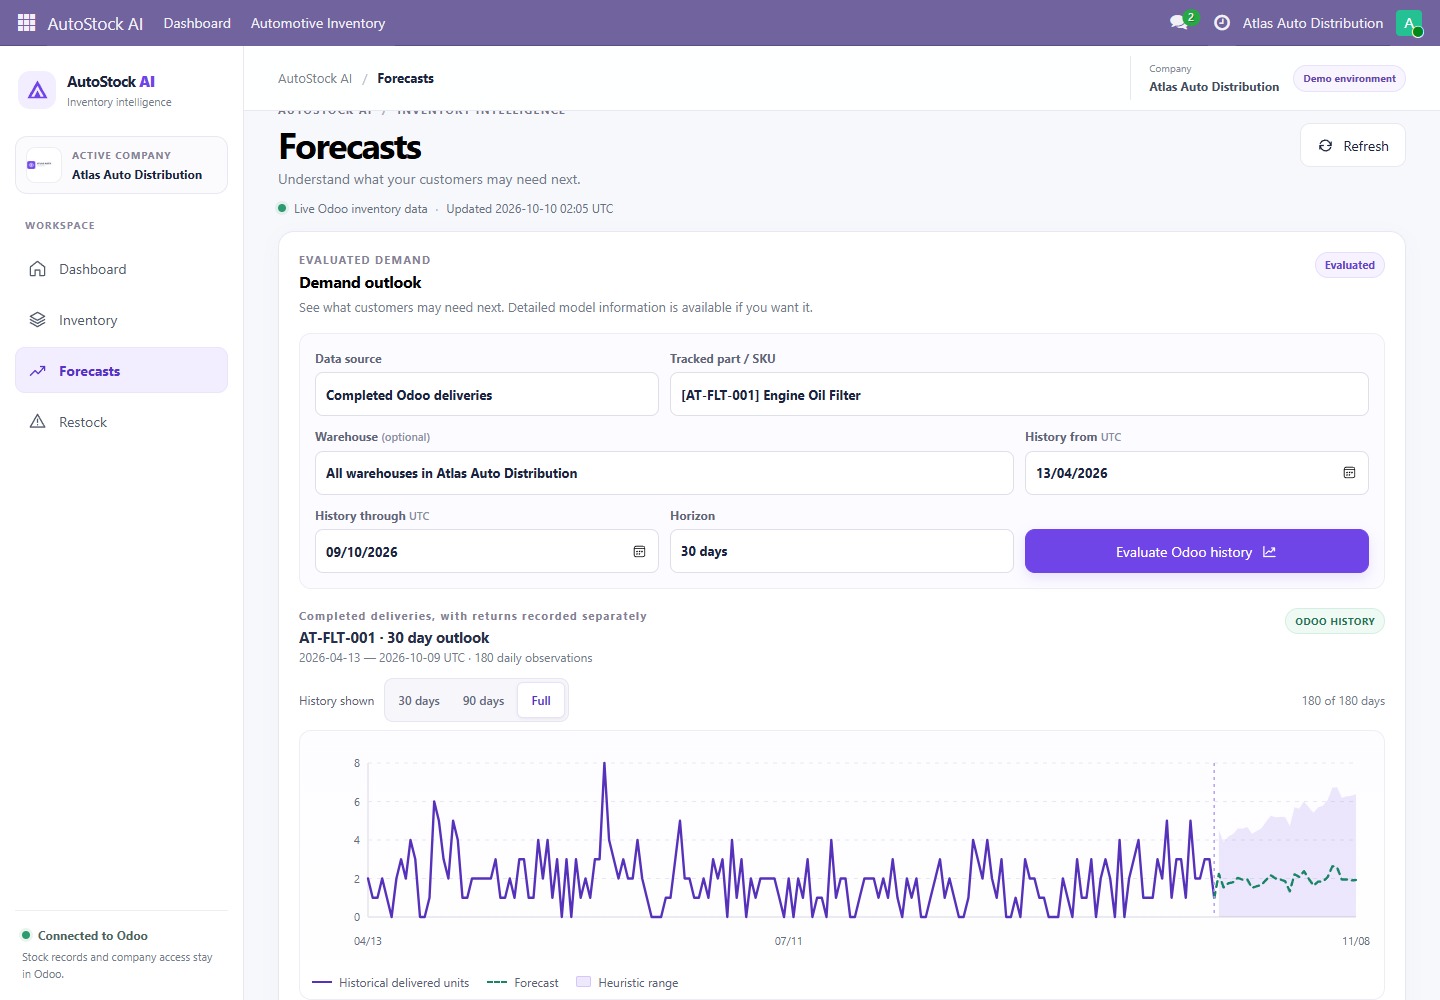 AutoStock AI Dashboard Automotive Inventory 2 Atlas Auto Distribution A
AutoStock AI
Inventory intelligence
ACTIVE COMPANY
Atlas Auto Distribution
WORKSPACE
Dashboard
Inventory
Forecasts
Restock
Connected to Odoo
Stock records and company access stay
in Odoo.
AutoStock AI / Forecasts
Company
Atlas Auto Distribution
Demo environment
AUTOSTOCK AI / INVENTORY INTELLIGENCE
Forecasts
Refresh
Understand what your customers may need next.
Live Odoo inventory data · Updated 2026-10-10 02:05 UTC
EVALUATED DEMAND
Evaluated
Demand outlook
See what customers may need next. Detailed model information is available if you want it.
Data source
Completed Odoo deliveries
Tracked part / SKU
[AT-FLT-001] Engine Oil Filter
Warehouse (optional)
All warehouses in Atlas Auto Distribution
History from UTC
13/04/2026
History through UTC
09/10/2026
Horizon
30 days
Evaluate Odoo history
Completed deliveries, with returns recorded separately
ODOO HISTORY
AT-FLT-001 · 30 day outlook
2026-04-13 — 2026-10-09 UTC · 180 daily observations
History shown 30 days 90 days Full
180 of 180 days
8
6
4
2
0
04/13 07/11 11/08
Historical delivered units Forecast Heuristic range